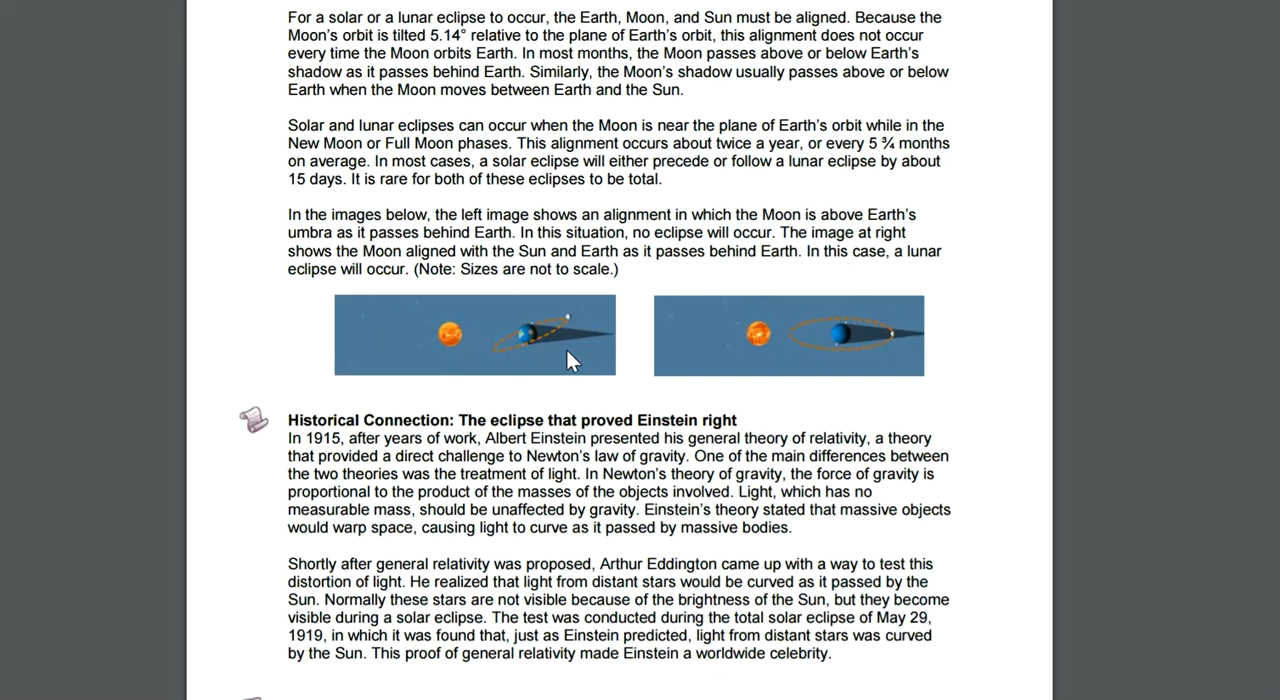 For a solar or a lunar eclipse to occur, the Earth, Moon, and Sun must be aligned. Because the
Moon's orbit is tilted 5.14° relative to the plane of Earth's orbit, this alignment does not occur
every time the Moon orbits Earth. In most months, the Moon passes above or below Earth's
shadow as it passes behind Earth. Similarly, the Moon's shadow usually passes above or below
Earth when the Moon moves between Earth and the Sun.
Solar and lunar eclipses can occur when the Moon is near the plane of Earth's orbit while in the
New Moon or Full Moon phases. This alignment occurs about twice a year, or every 5 ¾ months
on average. In most cases, a solar eclipse will either precede or follow a lunar eclipse by about
15 days. It is rare for both of these eclipses to be total.
In the images below, the left image shows an alignment in which the Moon is above Earth's
umbra as it passes behind Earth. In this situation, no eclipse will occur. The image at right
shows the Moon aligned with the Sun and Earth as it passes behind Earth. In this case, a lunar
eclipse will occur. (Note: Sizes are not to scale.)
Historical Connection: The eclipse that proved Einstein right
In 1915, after years of work, Albert Einstein presented his general theory of relativity, a theory
that provided a direct challenge to Newton's law of gravity. One of the main differences between
the two theories was the treatment of light. In Newton's theory of gravity, the force of gravity is
proportional to the product of the masses of the objects involved. Light, which has no
measurable mass, should be unaffected by gravity. Einstein's theory stated that massive objects
would warp space, causing light to curve as it passed by massive bodies.
Shortly after general relativity was proposed, Arthur Eddington came up with a way to test this
distortion of light. He realized that light from distant stars would be curved as it passed by the
Sun. Normally these stars are not visible because of the brightness of the Sun, but they become
visible during a solar eclipse. The test was conducted during the total solar eclipse of May 29,
1919, in which it was found that, just as Einstein predicted, light from distant stars was curved
by the Sun. This proof of general relativity made Einstein a worldwide celebrity.